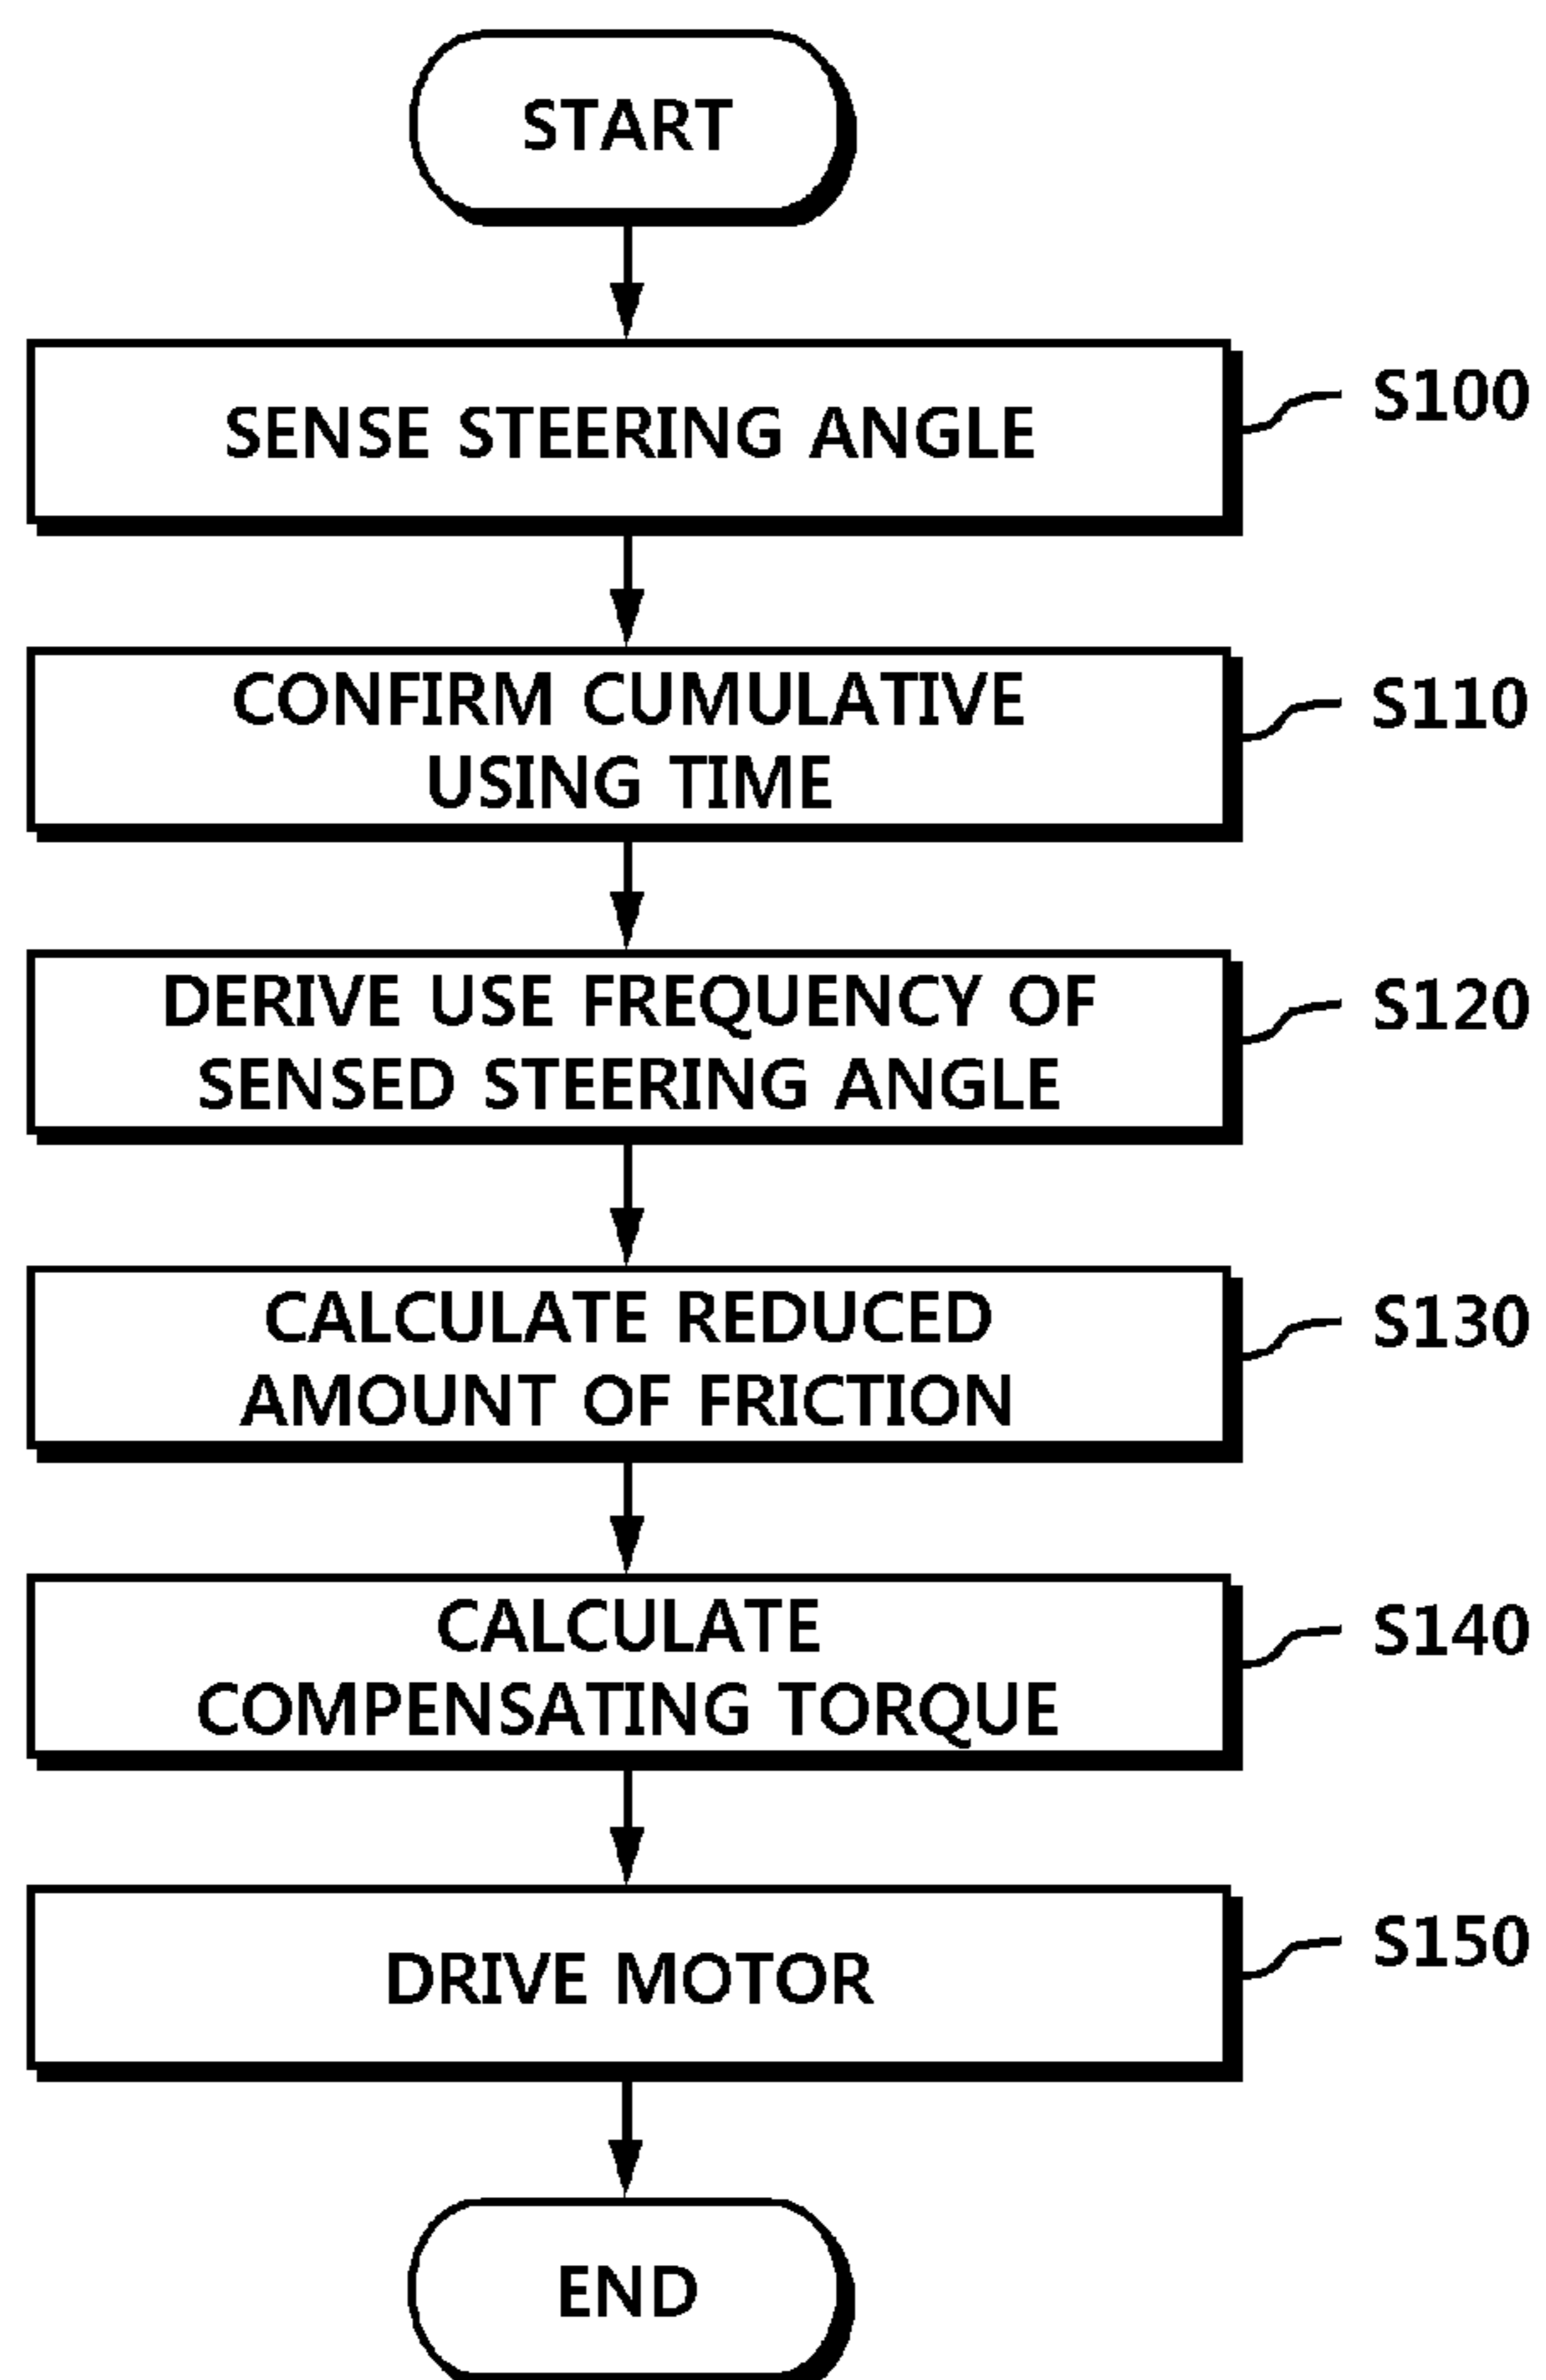 START
SENSE STEERING ANGLE
S100
CONFIRM CUMULATIVE
USING TIME
S110
DERIVE USE FREQUENCY OF
SENSED STEERING ANGLE
S120
CALCULATE REDUCED
AMOUNT OF FRICTION
S130
CALCULATE
COMPENSATING TORQUE
S140
DRIVE MOTOR
S150
END